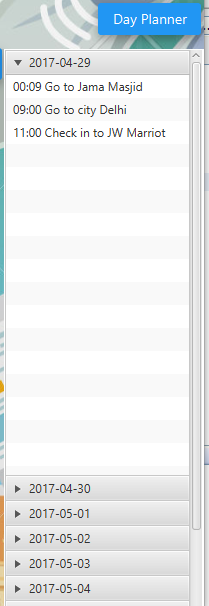 Day Planner
2017-04-29
00:09 Go to Jama Masjid
09:00 Go to city Delhi
11:00 Check in to JW Marriot
2017-04-30
2017-05-01
2017-05-02
2017-05-03
2017-05-04